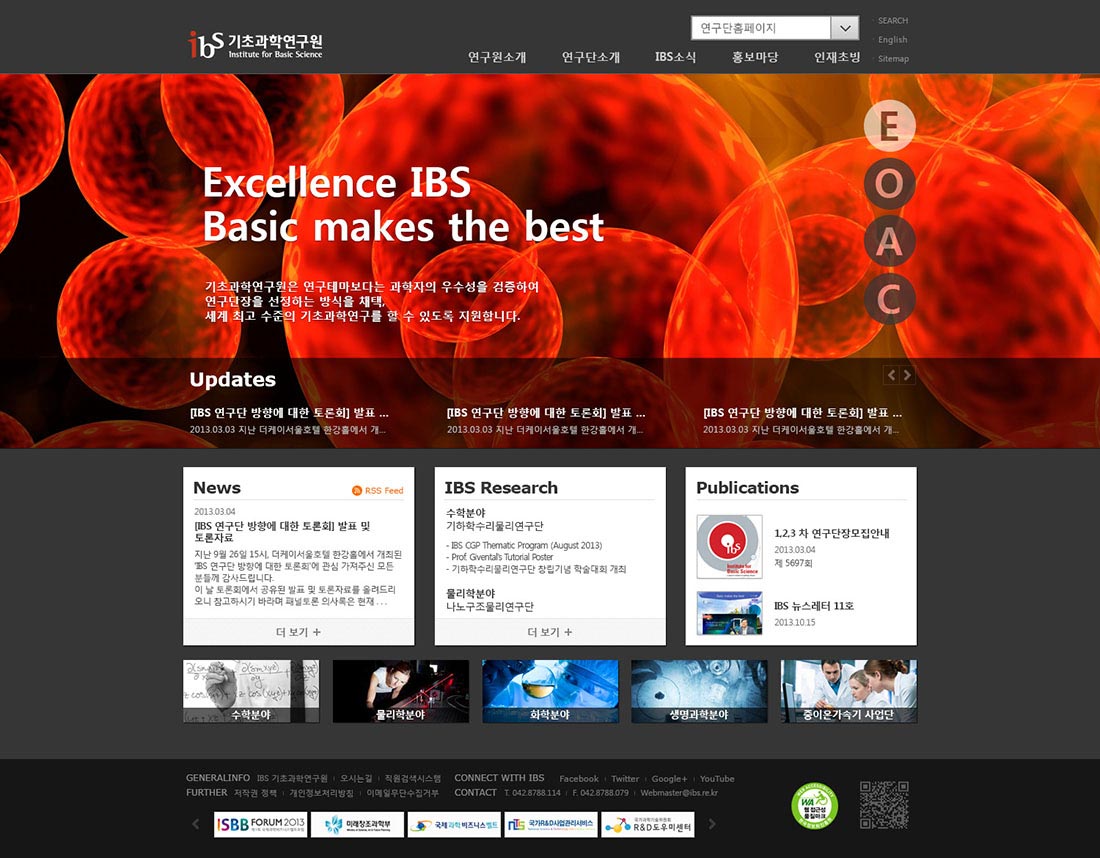 ibs 기초과학연구원
Institute for Basic Science
연구단홈페이지
SEARCH
English
Sitemap
연구원소개 연구단소개 IBS소식 홍보마당 인재초빙
E
O
A
C
Excellence IBS
Basic makes the best
기초과학연구원은 연구테마보다는 과학자의 우수성을 검증하여
연구단장을 선정하는 방식을 채택,
세계 최고 수준의 기초과학연구를 할 수 있도록 지원합니다.
Updates
[IBS 연구단 방향에 대한 토론회] 발표 ... [IBS 연구단 방향에 대한 토론회] 발표 ... [IBS 연구단 방향에 대한 토론회] 발표 ...
2013.03.03 지난 더케이서울호텔 한강홀에서 개... 2013.03.03 지난 더케이서울호텔 한강홀에서 개... 2013.03.03 지난 더케이서울호텔 한강홀에서 개...
News
RSS Feed
2013.03.04
[IBS 연구단 방향에 대한 토론회] 발표 및
토론자료
지난 9월 26일 15시, 더케이서울호텔 한강홀에서 개최된
'IBS 연구단 방향에 대한 토론회'에 관심 가져주신 모든
분들께 감사드립니다.
이 날 토론회에서 공유된 발표 및 토론자료를 올려드리
오니 참고하시기 바라며 패널토론 의사록은 현재 . . .
더 보기 +
IBS Research
수학분야
기하학수리물리연구단
- IBS CGP Thematic Program (August 2013)
- Prof. Givental's Tutorial Poster
- 기하학수리물리연구단 창립기념 학술대회 개최
물리학분야
나노구조물리연구단
더 보기 +
Publications
ibs
Institute for
Basic Science
1,2,3 차 연구단장모집안내
2013.03.04
제 5697회
IBS 뉴스레터 11호
2013.10.15
수학분야 물리학분야 화학분야 생명과학분야 중이온가속기 사업단
GENERALINFO IBS 기초과학연구원 오시는길 직원검색시스템 CONNECT WITH IBS Facebook Twitter Google+ YouTube
FURTHER 저작권 정책 개인정보처리방침 이메일무단수집거부 CONTACT T. 042.8788.114 F. 042.8788.079 Webmaster@ibs.re.kr
ISBB FORUM 2013
미래창조과학부
국제과학비즈니스벨트
NTIS 국가R&D사업관리서비스
국가과학기술위원회
R&D도우미센터
WA
웹 접근성
품질마크